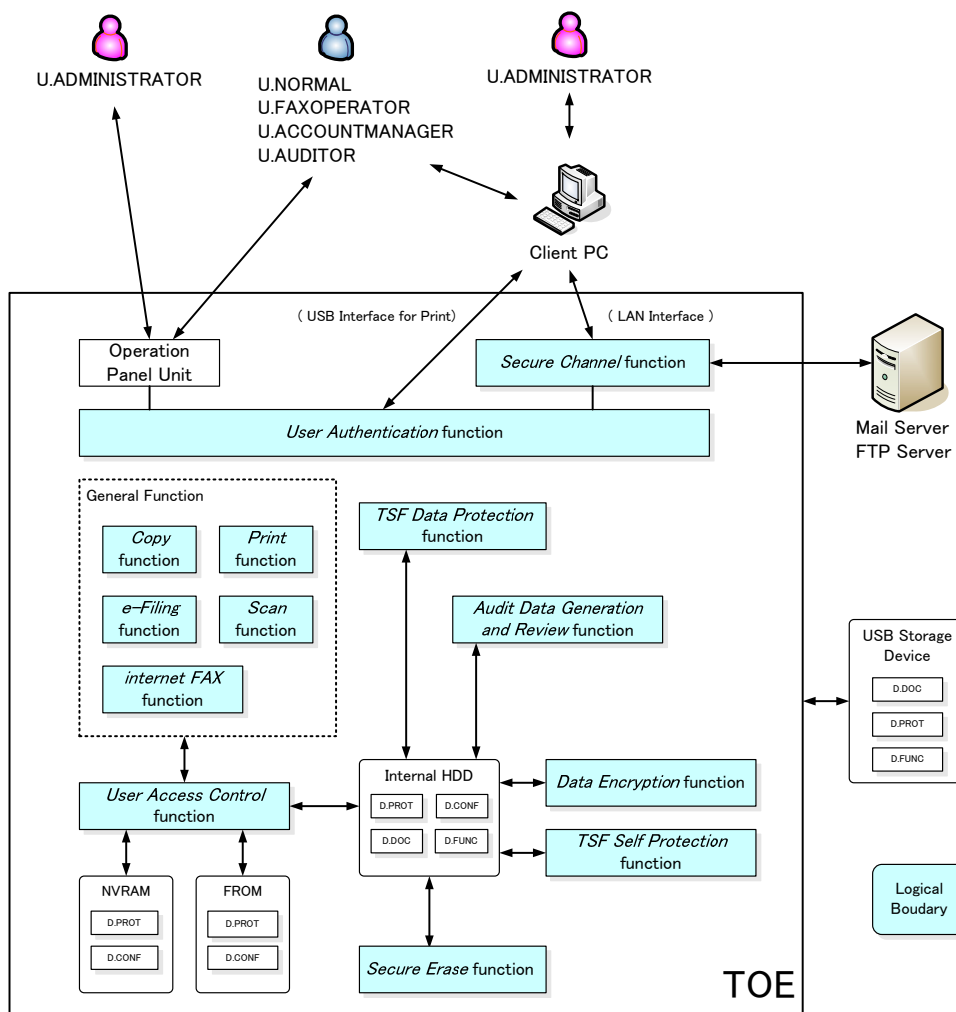 U.ADMINISTRATOR
U.NORMAL
U.FAXOPERATOR
U.ACCOUNTMANAGER
U.AUDITOR
U.ADMINISTRATOR
Client PC
( USB Interface for Print)
( LAN Interface )
Operation
Panel Unit
Secure Channel function
User Authentication function
Mail Server
FTP Server
General Function
Copy
function
Print
function
e-Filing
function
Scan
function
internet FAX
function
TSF Data Protection
function
Audit Data Generation
and Review function
USB Storage
Device
D.DOC
D.PROT
D.FUNC
User Access Control
function
Internal HDD
D.PROT
D.CONF
D.DOC
D.FUNC
Data Encryption function
TSF Self Protection
function
NVRAM
D.PROT
D.CONF
FROM
D.PROT
D.CONF
Secure Erase function
Logical
Boudary
TOE